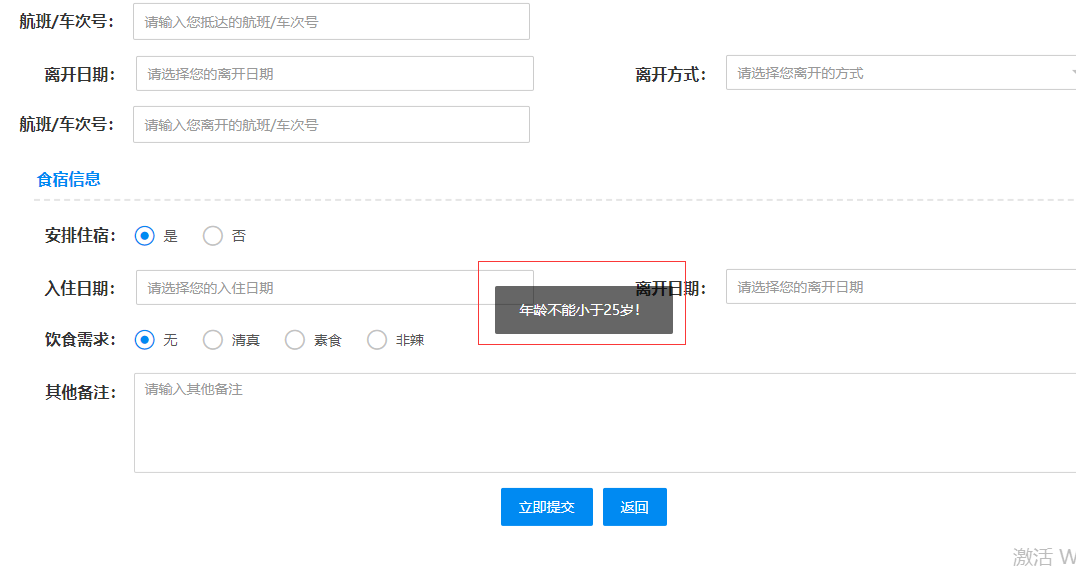 航班/车次号： 请输入您抵达的航班/车次号
离开日期： 请选择您的离开日期 离开方式： 请选择您离开的方式
航班/车次号： 请输入您离开的航班/车次号
食宿信息
安排住宿： 是 否
入住日期： 请选择您的入住日期 离开日期： 请选择您的离开日期
年龄不能小于25岁！
饮食需求： 无 清真 素食 非辣
其他备注： 请输入其他备注
立即提交 返回
激活 W